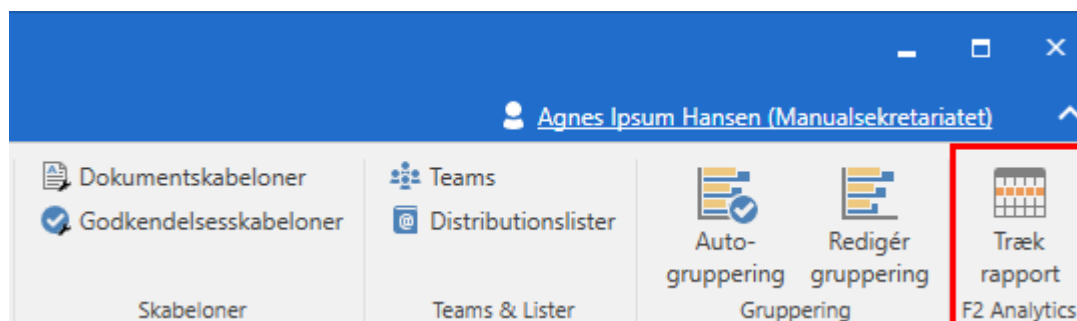 Agnes Ipsum Hansen (Manualsekretariatet)
Dokumentskabeloner
Godkendelsesskabeloner
Skabeloner
Teams
Distributionslister
Teams & Lister
Auto-
gruppering
Redigér
gruppering
Gruppering
Træk
rapport
F2 Analytics